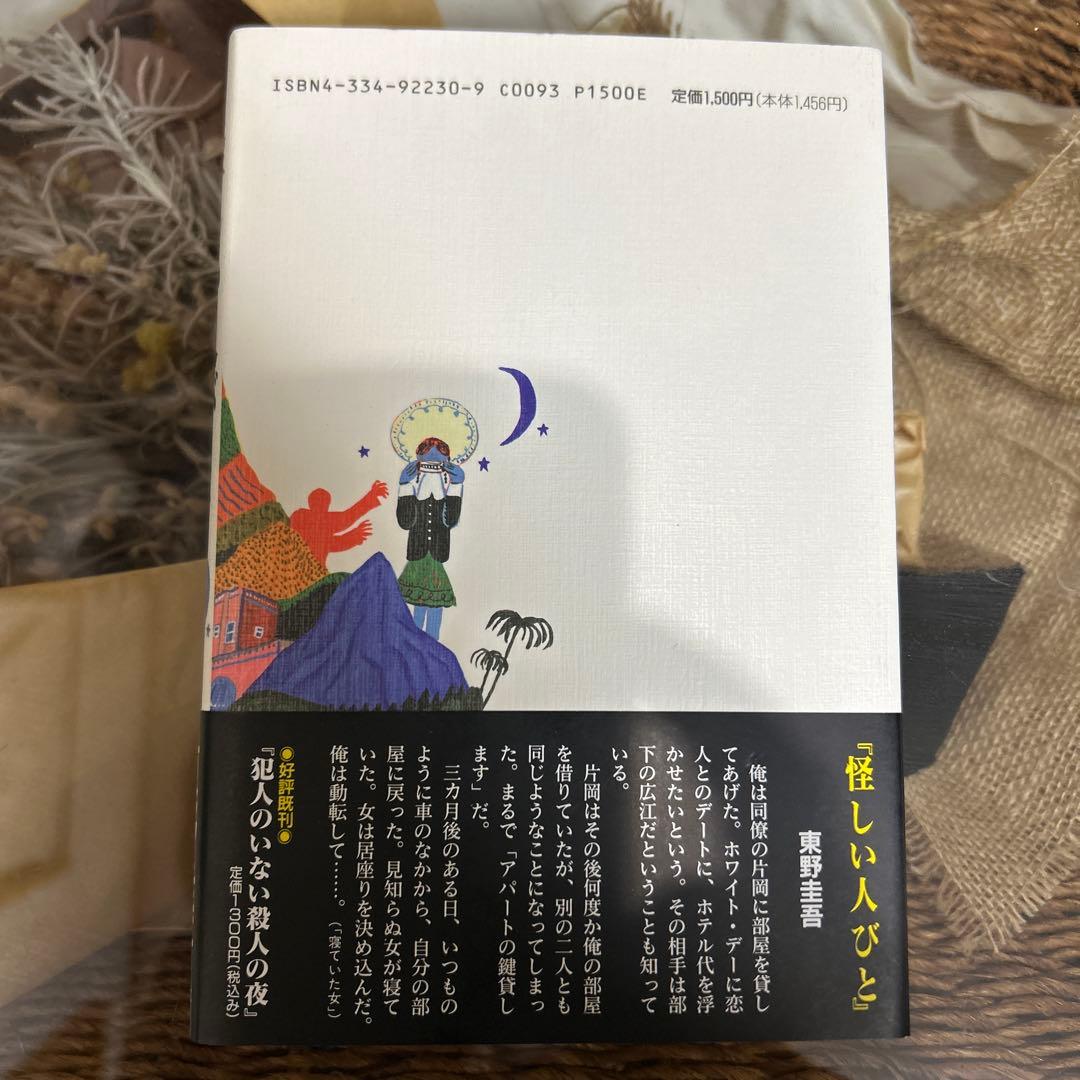 ISBN4-334-92230-9 C0093 P1500E 定価1,500円(本体1,456円)
『怪しい人びと』
東野圭吾
俺は同僚の片岡に部屋を貸し
てあげた。ホワイト・デーに恋
人とのデートに、ホテル代を浮
かせたいという。その相手は部
下の広江だということも知って
いる。
片岡はその後何度か俺の部屋
を借りていたが、別の二人とも
同じようなことになってしまっ
た。まるで「アパートの鍵貸し
ます」だ。
三カ月後のある日、いつもの
ように車のなかから、自分の部
屋に戻った。見知らぬ女が寝て
いた。女は居座りを決め込んだ。
俺は動転して……。(「寝ていた女」)
●好評既刊●
『犯人のいない殺人の夜』
定価1300円(税込み)